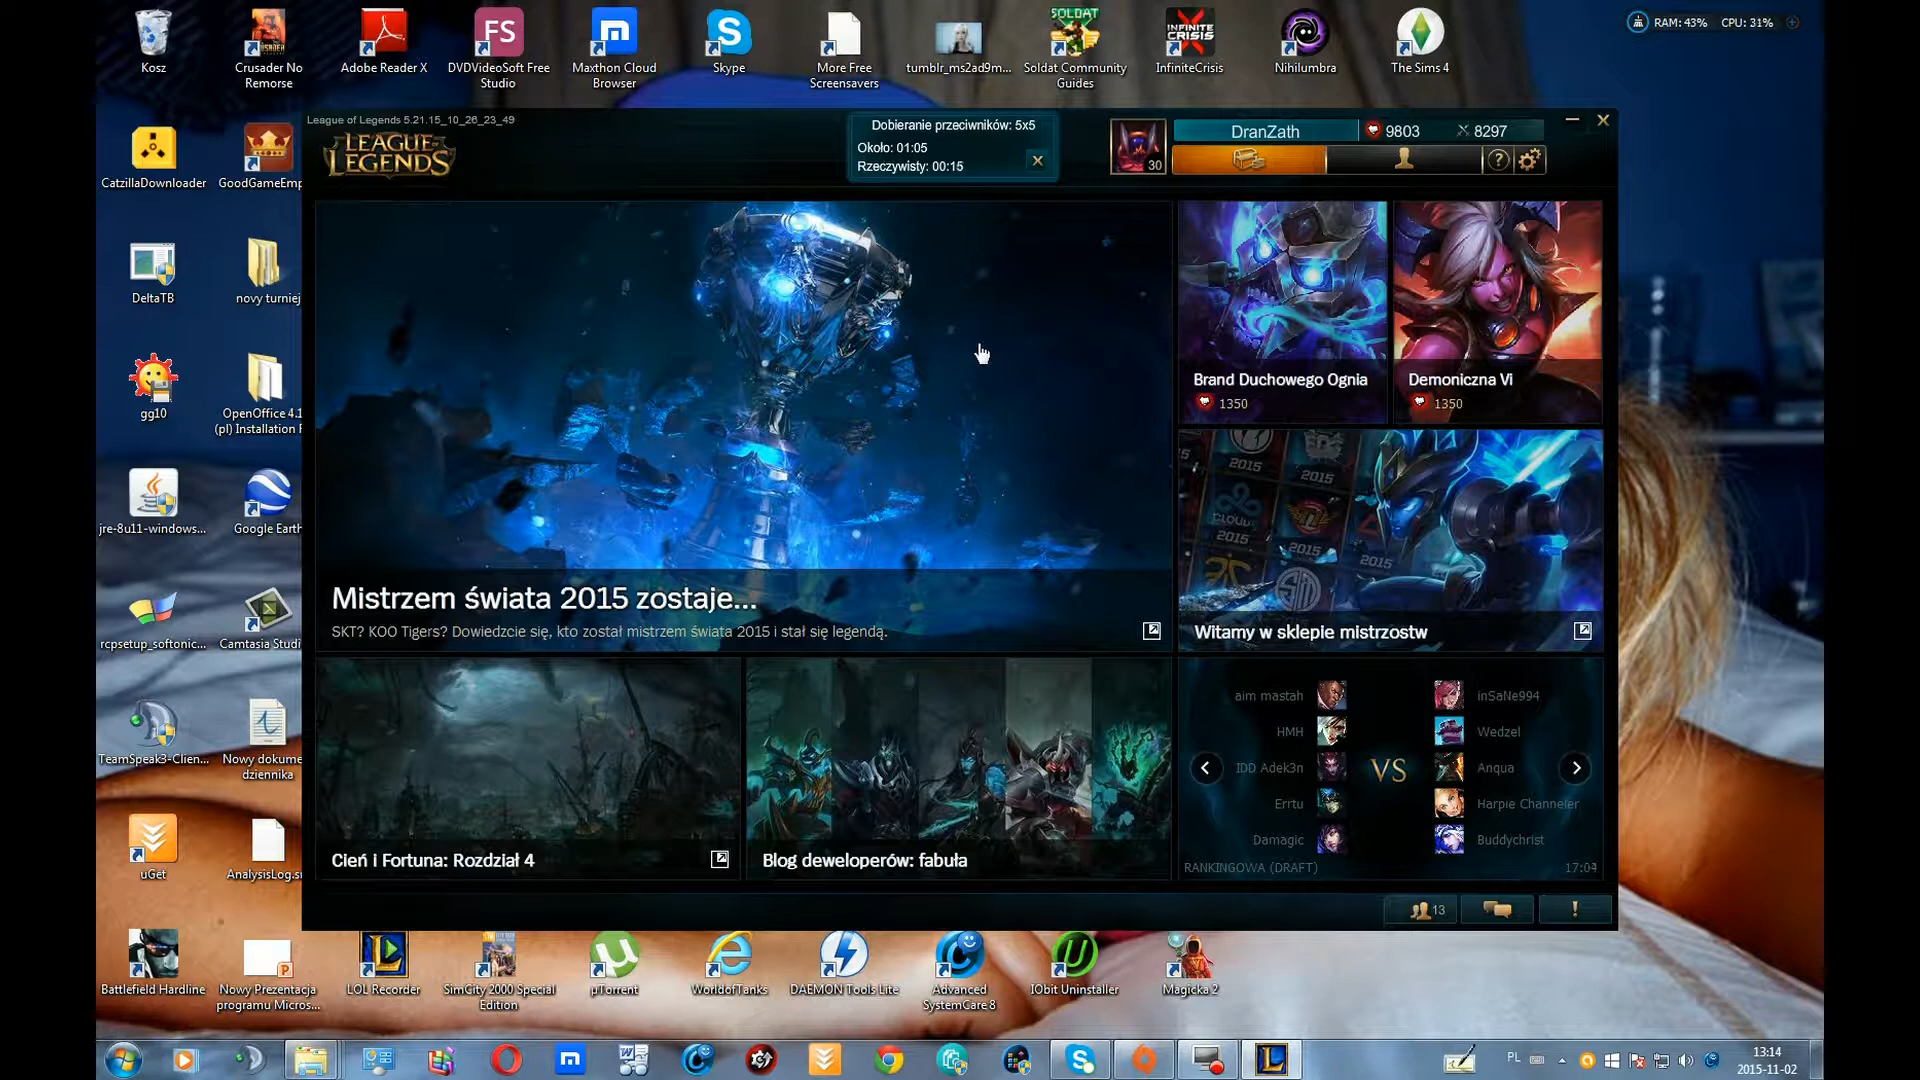 Kosz
Crusader No
Remorse
Adobe Reader X
DVDVideoSoft Free
Studio
Maxthon Cloud
Browser
Skype
More Free
Screensavers
tumblr_ms2ad9m...
Soldat Community
Guides
InfiniteCrisis
Nihilumbra
The Sims 4
RAM: 43%
CPU: 31%
League of Legends 5.21.15_10_26_23_49
LEAGUE
of
LEGENDS
Dobieranie przeciwników: 5x5
Około: 01:05
Rzeczywisty: 00:15
30
DranZath
9803
8297
CatzillaDownloader
GoodGameEmp
DeltaTB
novy turniej
gg10
OpenOffice 4.1
(pl) Installation F
jre-8u11-windows...
Google Earth
rcpsetup_softonic...
Camtasia Studi
TeamSpeak3-Clien...
Nowy dokume
dziennika
uGet
AnalysisLog.s
Brand Duchowego Ognia
1350
Demoniczna Vi
1350
Mistrzem świata 2015 zostaje...
SKT? KOO Tigers? Dowiedzcie się, kto został mistrzem świata 2015 i stał się legendą.
2015
2015
CLOUD
2015
2015
2015
TSM
Witamy w sklepie mistrzostw
Cień i Fortuna: Rozdział 4
Blog deweloperów: fabuła
aim mastah
inSaNe994
HMH
Wedzel
IDD Adek3n
VS
Anqua
Errtu
Harpie Channeler
Damagic
Buddychrist
RANKINGOWA (DRAFT)
17:04
13
Battlefield Hardline
Nowy Prezentacja
programu Micros...
LOL Recorder
SimCity 2000 Special
Edition
µTorrent
WorldofTanks
DAEMON Tools Lite
Advanced
SystemCare 8
IObit Uninstaller
Magicka 2
PL
13:14
2015-11-02